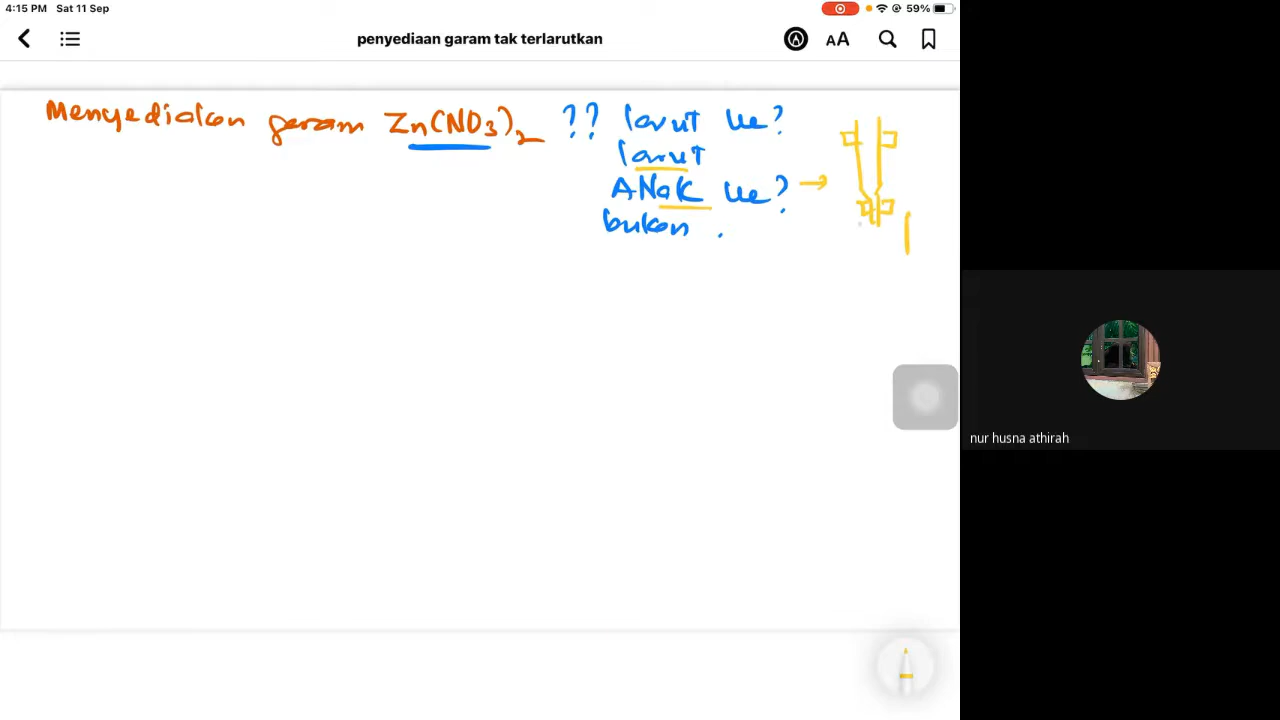 4:15 PM Sat 11 Sep
59%
penyediaan garam tak terlarutkan
AA
Menyediakan garam Zn(NO3)2 ?? larut ke?
larut
ANak ke? →
bukan.
nur husna athirah